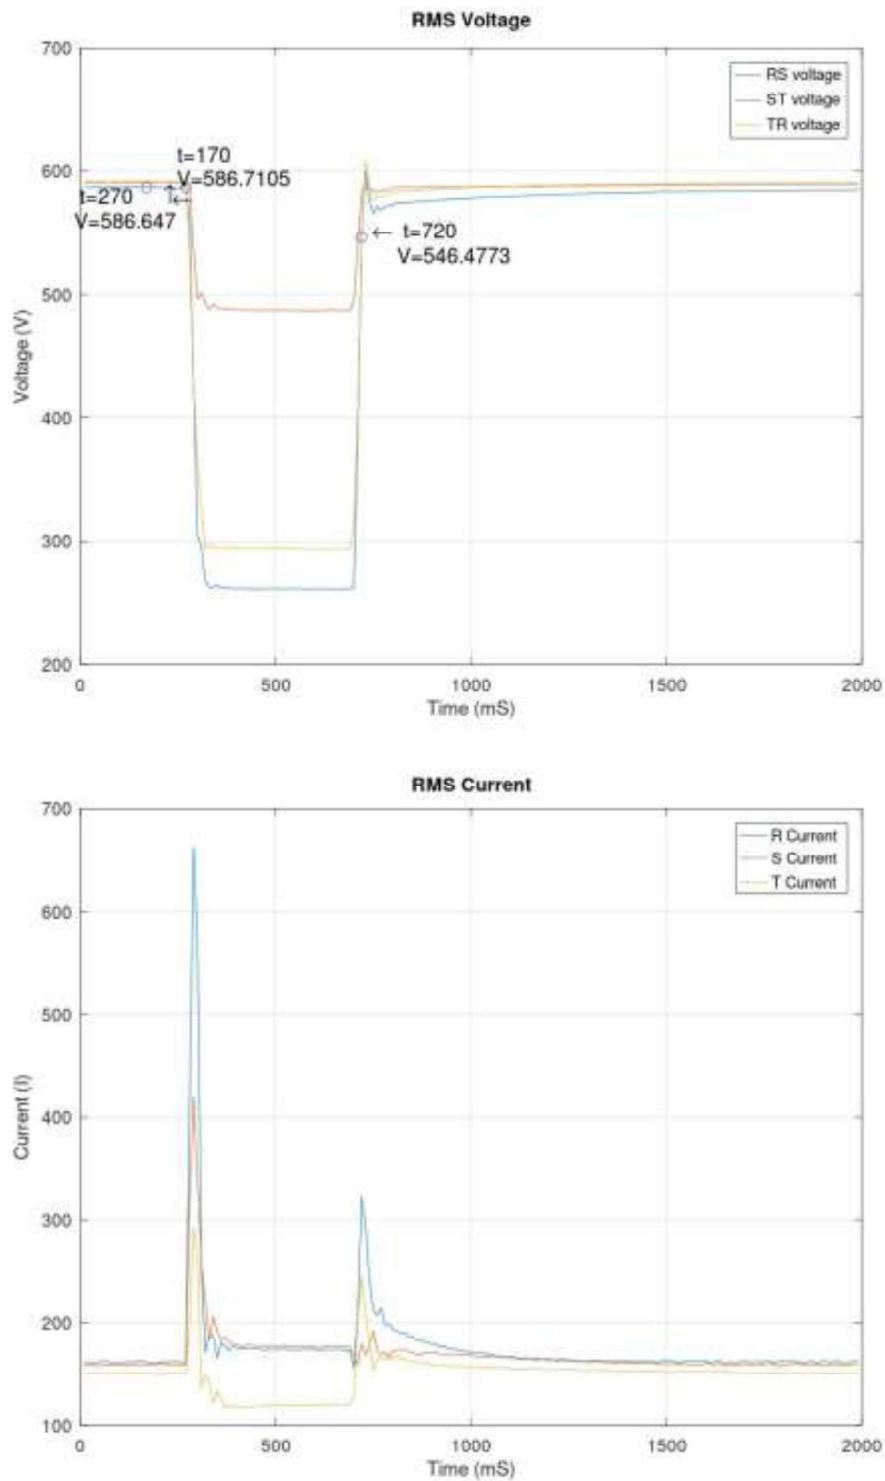 RMS Voltage
700
600
500
400
300
200
Voltage (V)
RS voltage
ST voltage
TR voltage
t=170
V=586.7105
t=270
V=586.647
← t=720
V=546.4773
0
500
1000
1500
2000
Time (mS)
RMS Current
700
600
500
400
300
200
100
Current (I)
R Current
S Current
T Current
0
500
1000
1500
2000
Time (mS)